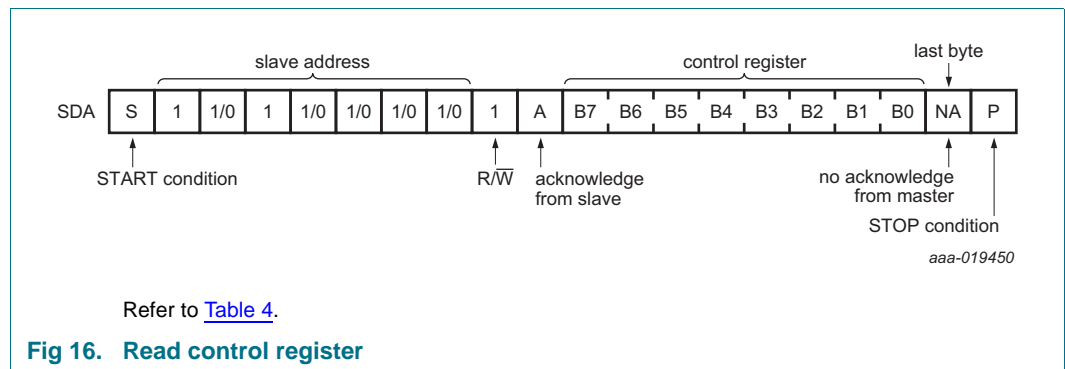 last byte
slave address control register
SDA S 1 1/0 1 1/0 1/0 1/0 1/0 1 A B7 B6 B5 B4 B3 B2 B1 B0 NA P
START condition R/W̅ acknowledge from slave no acknowledge from master
STOP condition
aaa-019450
Refer to Table 4.
Fig 16. Read control register